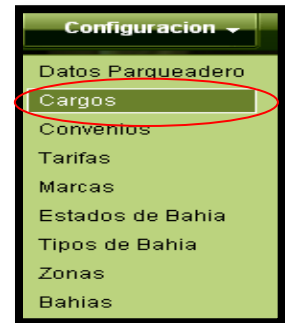 Configuracion
Datos Parqueadero
Cargos
Convenios
Tarifas
Marcas
Estados de Bahia
Tipos de Bahia
Zonas
Bahias